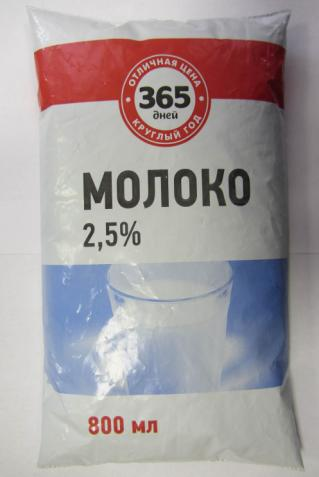 ОТЛИЧНАЯ ЦЕНА
365
дней
КРУГЛЫЙ ГОД
МОЛОКО
2,5%
800 мл